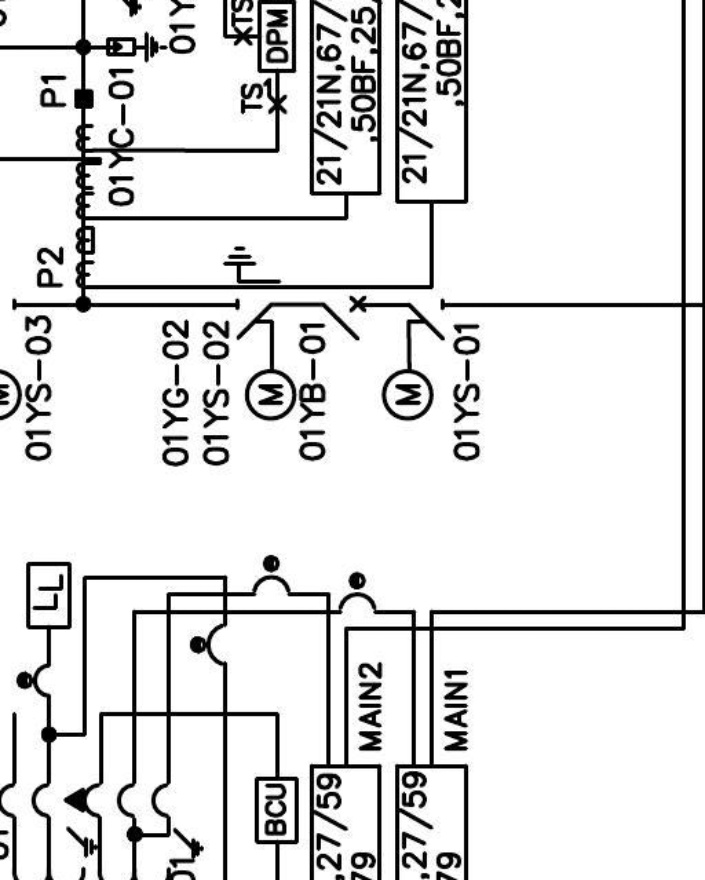 01Y
TS
DPM
TS
P1
01YC-01
21/21N,67/
,50BF,25,
21/21N,67/
,50BF,2
P2
01YS-03
01YG-02
01YS-02
M
01YB-01
M
01YS-01
M
LL
MAIN2
MAIN1
BCU
,27/59
79
,27/59
79
01